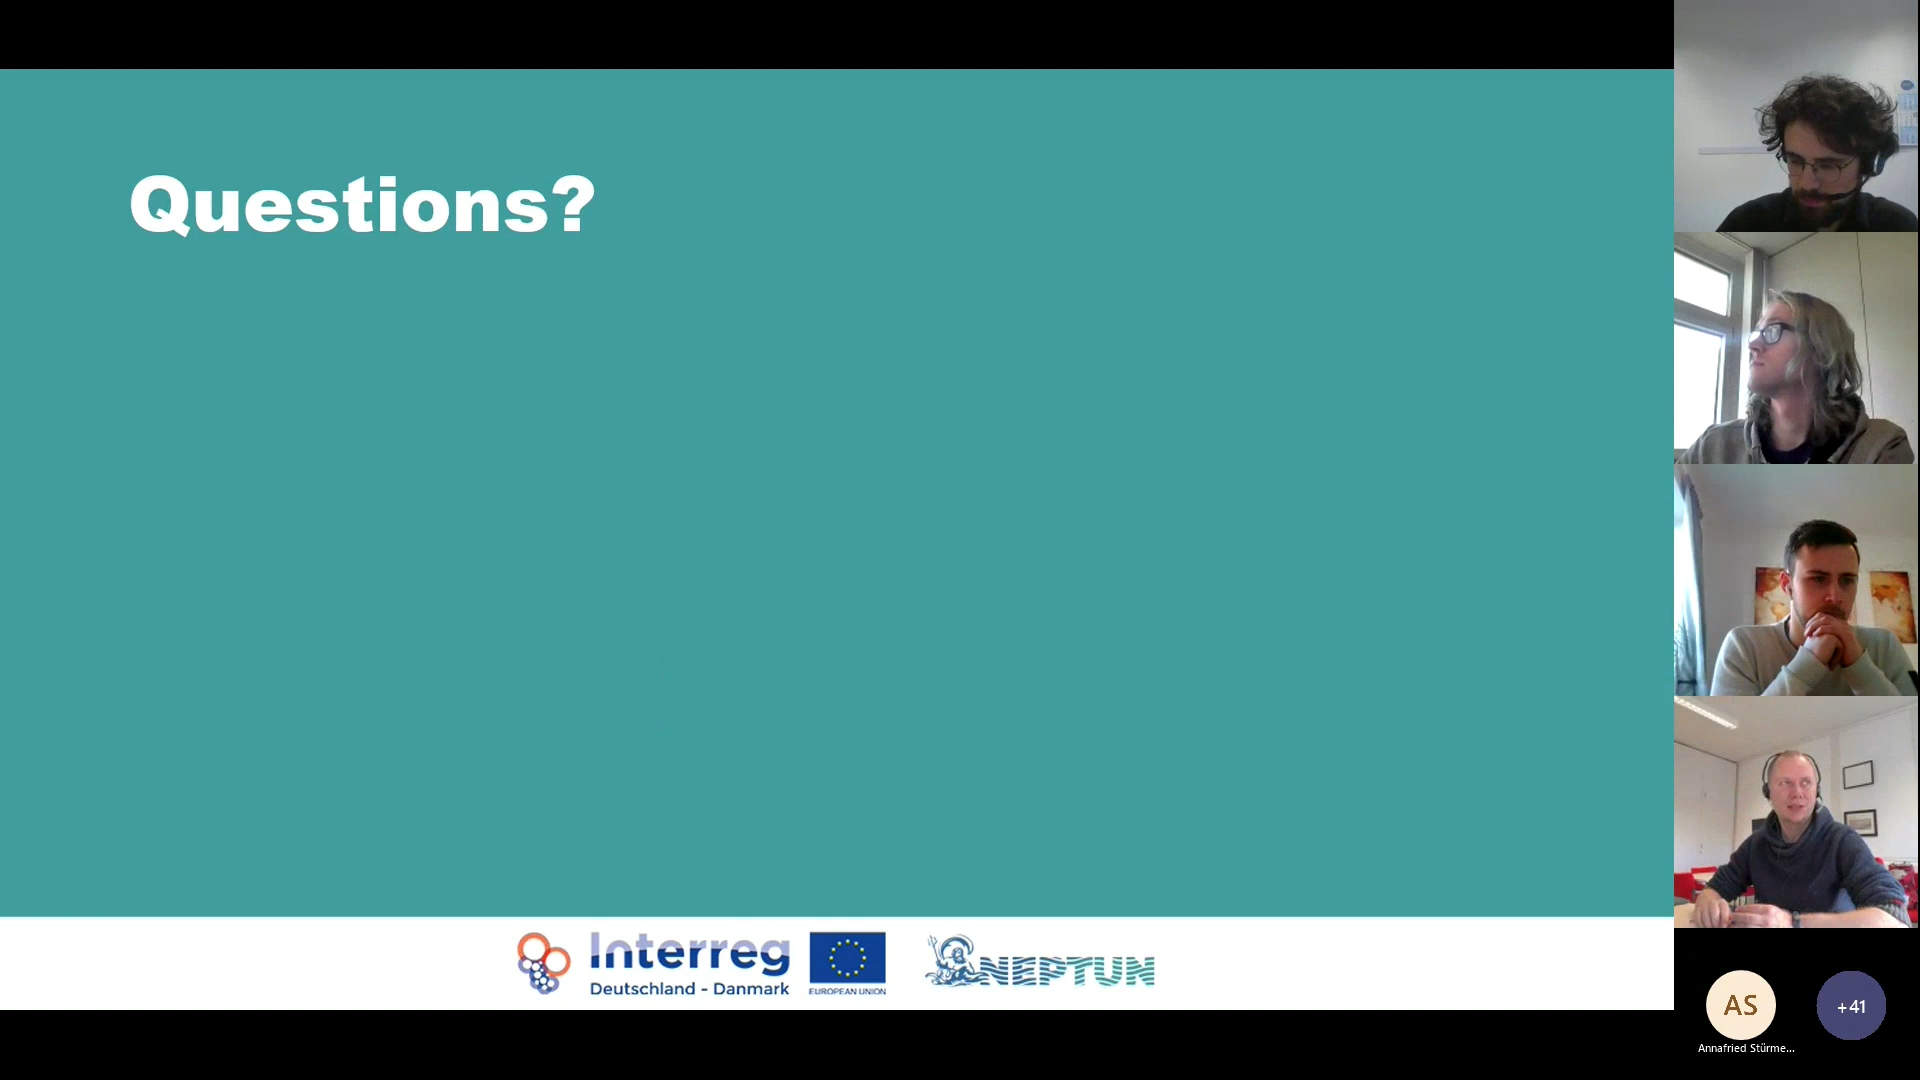 Questions?
Interreg
Deutschland - Danmark
EUROPEAN UNION
NEPTUN
AS
+41
Annafried Stürme...